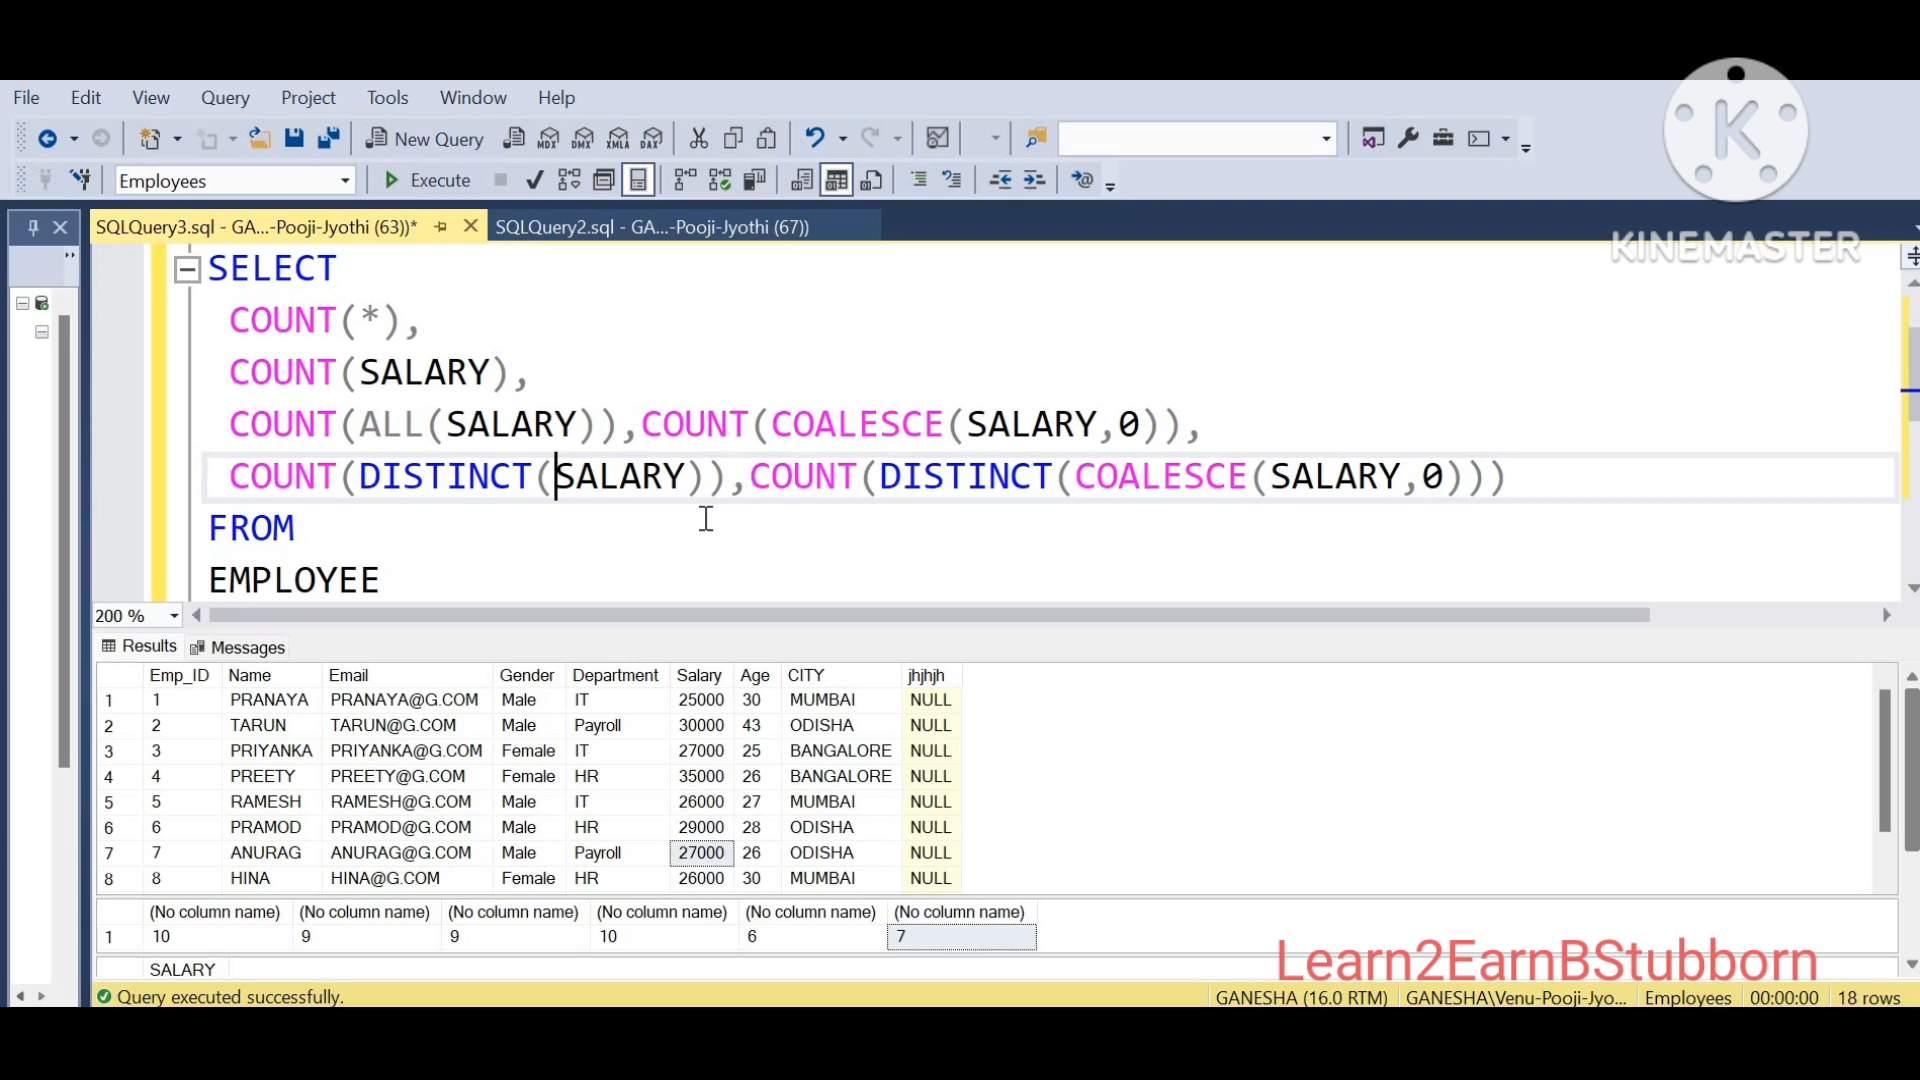 File Edit View Query Project Tools Window Help
New Query MDX DMX XMLA DAX
Employees Execute
SQLQuery3.sql - GA...-Pooji-Jyothi (63))* SQLQuery2.sql - GA...-Pooji-Jyothi (67))
K
KINEMASTER
SELECT
COUNT(*),
COUNT(SALARY),
COUNT(ALL(SALARY)),COUNT(COALESCE(SALARY,0)),
COUNT(DISTINCT(SALARY)),COUNT(DISTINCT(COALESCE(SALARY,0)))
FROM
EMPLOYEE
200 %
Results Messages
Emp_ID Name Email Gender Department Salary Age CITY jhjhjh
1 1 PRANAYA PRANAYA@G.COM Male IT 25000 30 MUMBAI NULL
2 2 TARUN TARUN@G.COM Male Payroll 30000 43 ODISHA NULL
3 3 PRIYANKA PRIYANKA@G.COM Female IT 27000 25 BANGALORE NULL
4 4 PREETY PREETY@G.COM Female HR 35000 26 BANGALORE NULL
5 5 RAMESH RAMESH@G.COM Male IT 26000 27 MUMBAI NULL
6 6 PRAMOD PRAMOD@G.COM Male HR 29000 28 ODISHA NULL
7 7 ANURAG ANURAG@G.COM Male Payroll 27000 26 ODISHA NULL
8 8 HINA HINA@G.COM Female HR 26000 30 MUMBAI NULL
(No column name) (No column name) (No column name) (No column name) (No column name) (No column name)
1 10 9 9 10 6 7
SALARY
Learn2EarnBStubborn
Query executed successfully. GANESHA (16.0 RTM) GANESHA\Venu-Pooji-Jyo... Employees 00:00:00 18 rows